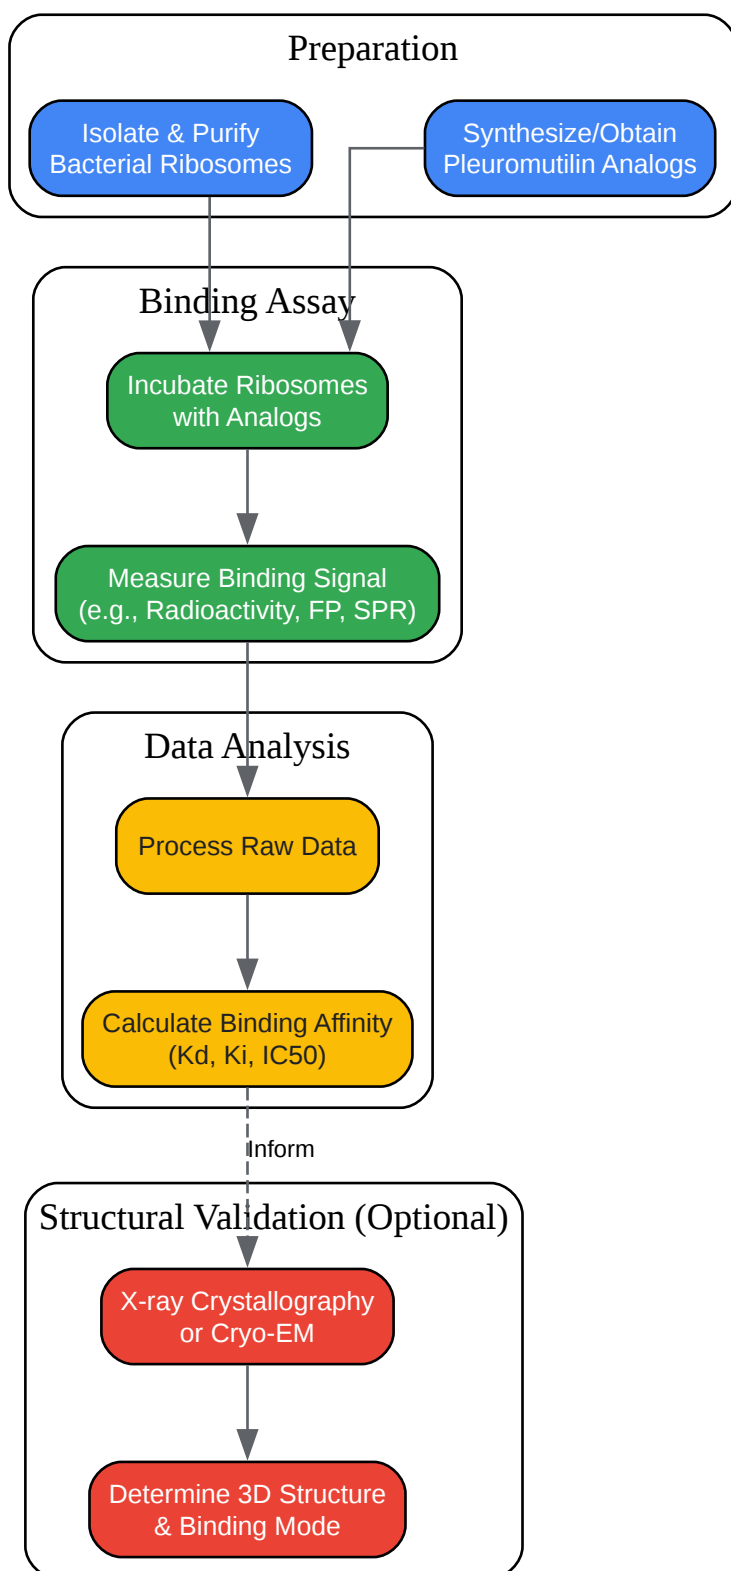 Preparation
Isolate & Purify
Bacterial Ribosomes
Synthesize/Obtain
Pleuromutilin Analogs
Binding Assay
Incubate Ribosomes
with Analogs
Measure Binding Signal
(e.g., Radioactivity, FP, SPR)
Data Analysis
Process Raw Data
Calculate Binding Affinity
(Kd, Ki, IC50)
Inform
Structural Validation (Optional)
X-ray Crystallography
or Cryo-EM
Determine 3D Structure
& Binding Mode